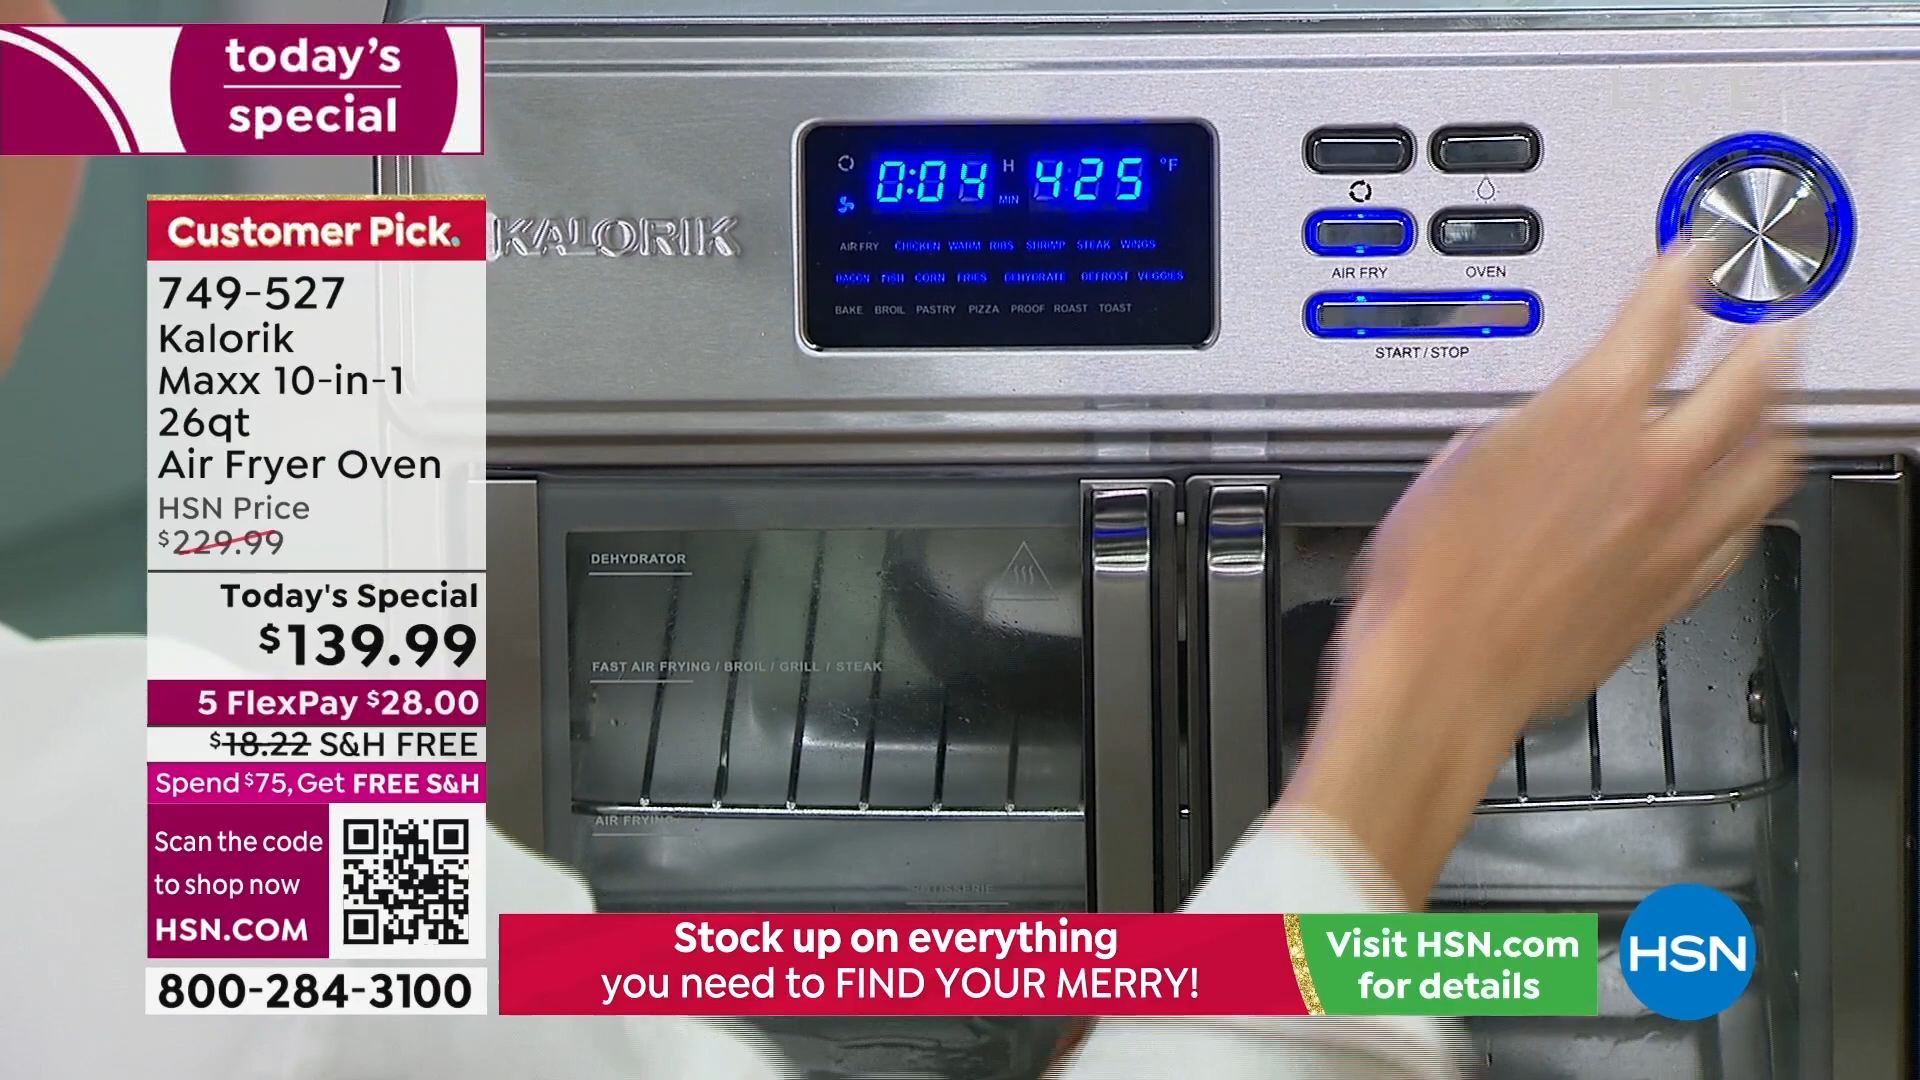 today's
special
LIVE
Customer Pick.
749-527
Kalorik
Maxx 10-in-1
26qt
Air Fryer Oven
HSN Price
$229.99
Today's Special
$139.99
5 FlexPay $28.00
$18.22 S&H FREE
Spend $75, Get FREE S&H
Scan the code
to shop now
HSN.COM
800-284-3100
KALORIK
0:04 H MIN 425 °F
AIR FRY CHICKEN WARM RIBS SHRIMP STEAK WINGS
BACON FISH CORN FRIES DEHYDRATE DEFROST VEGGIES
BAKE BROIL PASTRY PIZZA PROOF ROAST TOAST
AIR FRY OVEN
START / STOP
DEHYDRATOR
FAST AIR FRYING / BROIL / GRILL / STEAK
AIR FRYING
ROTISSERIE
Stock up on everything
you need to FIND YOUR MERRY!
Visit HSN.com
for details
HSN